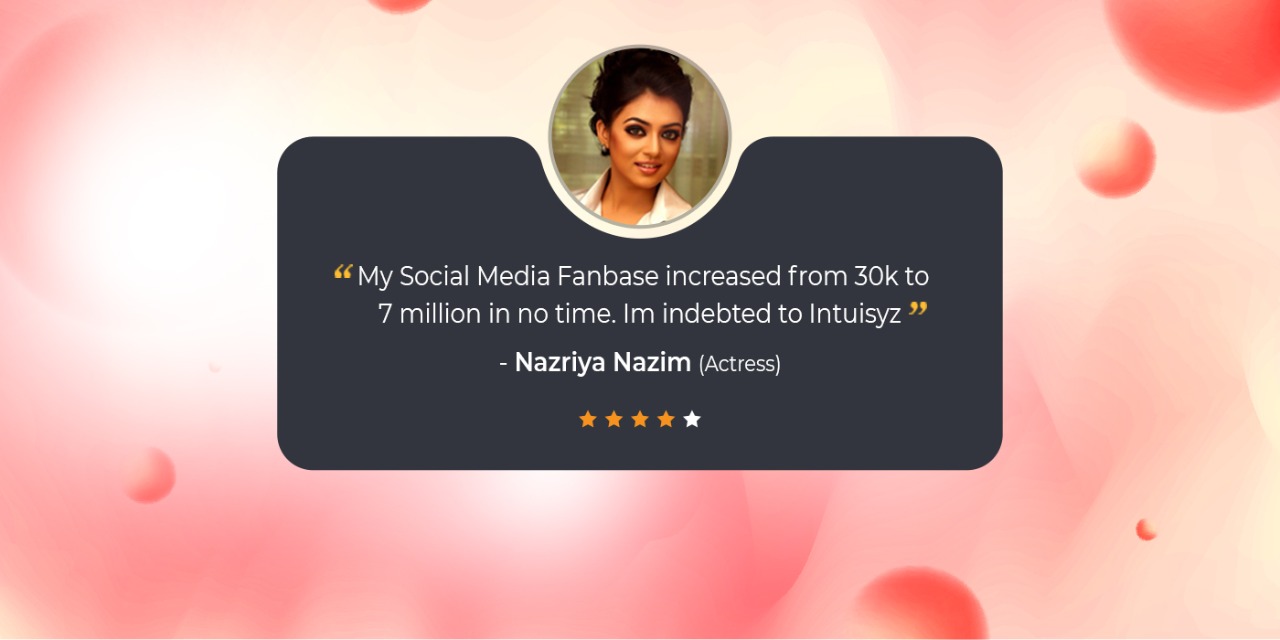 “ My Social Media Fanbase increased from 30k to
7 million in no time. Im indebted to Intuisyz ”
- Nazriya Nazim (Actress)